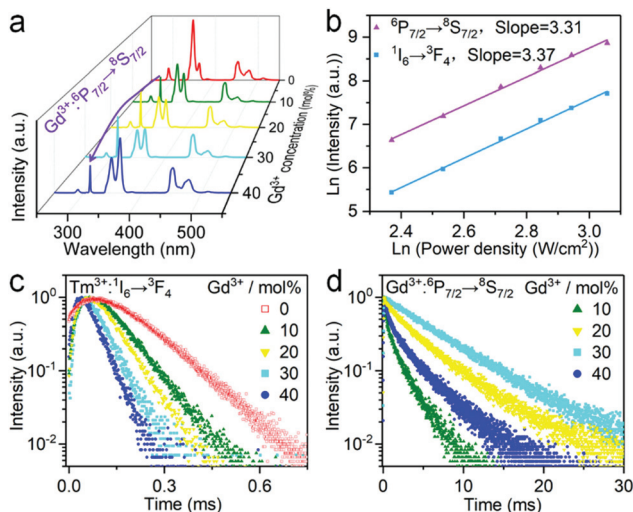 a
Gd³⁺:⁶P₇/₂→⁸S₇/₂
Intensity (a.u.)
0
10
20
30
40
Gd³⁺ concentration (mol%)
300 400 500
Wavelength (nm)
b
⁶P₇/₂→⁸S₇/₂, Slope=3.31
¹I₆→³F₄, Slope=3.37
Ln (Intensity (a.u.))
9
8
7
6
5
2.4 2.6 2.8 3.0
Ln (Power density (W/cm²))
c
Tm³⁺:¹I₆→³F₄ Gd³⁺ / mol%
0
10
20
30
40
Intensity (a.u.)
10⁰
10⁻¹
10⁻²
0.0 0.3 0.6
Time (ms)
d
Gd³⁺:⁶P₇/₂→⁸S₇/₂ Gd³⁺ / mol%
10
20
30
40
Intensity (a.u.)
10⁰
10⁻¹
10⁻²
0 10 20 30
Time (ms)